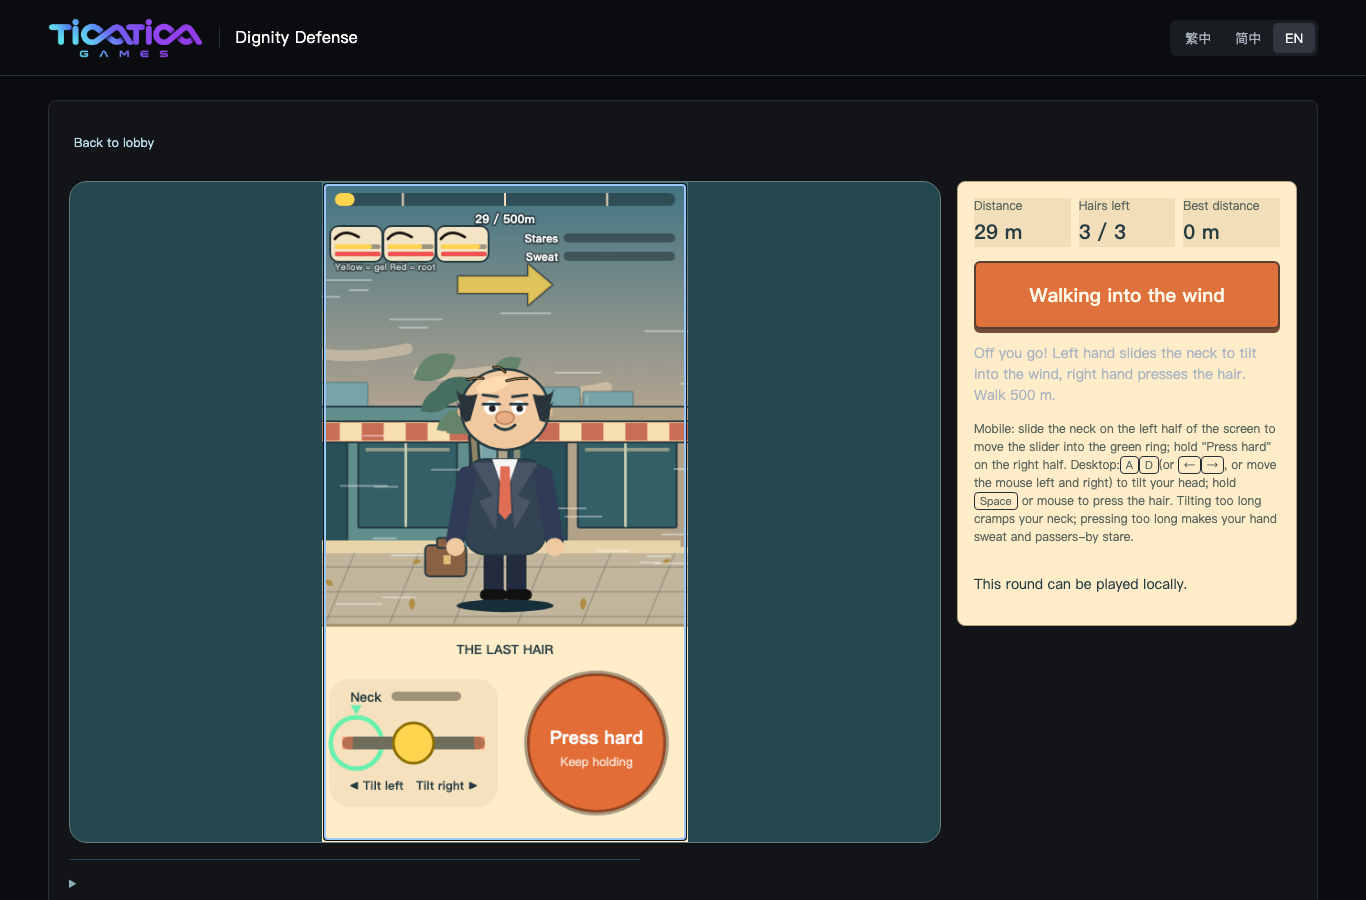 TICATICA
GAMES
Dignity Defense
繁中
简中
EN
Back to lobby
29 / 500m
Stares
Sweat
Yellow = gel Red = root
THE LAST HAIR
Neck
◄ Tilt left
Tilt right ►
Press hard
Keep holding
Distance
29 m
Hairs left
3 / 3
Best distance
0 m
Walking into the wind
Off you go! Left hand slides the neck to tilt
into the wind, right hand presses the hair.
Walk 500 m.
Mobile: slide the neck on the left half of the screen to
move the slider into the green ring; hold "Press hard"
on the right half. Desktop: A D (or ← →, or move
the mouse left and right) to tilt your head; hold
Space or mouse to press the hair. Tilting too long
cramps your neck; pressing too long makes your hand
sweat and passers-by stare.
This round can be played locally.